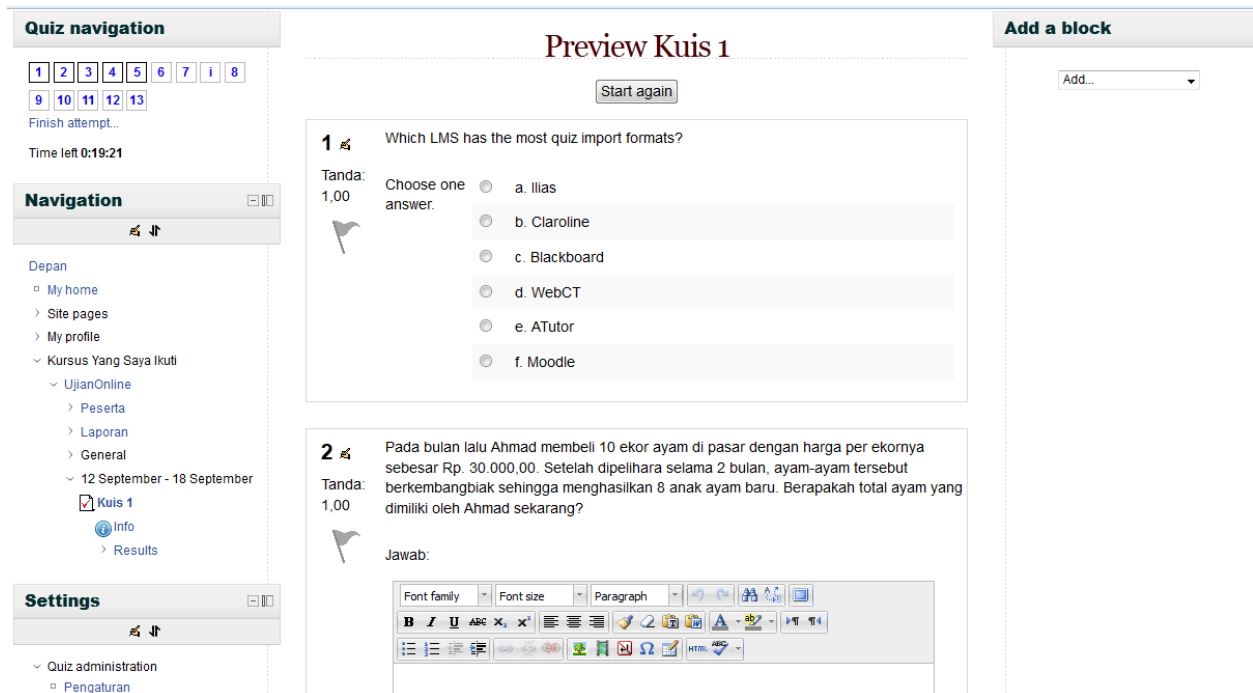 Quiz navigation
1 2 3 4 5 6 7 i 8
9 10 11 12 13
Finish attempt...
Time left 0:19:21
Navigation
Depan
My home
Site pages
My profile
Kursus Yang Saya Ikuti
UjianOnline
Peserta
Laporan
General
12 September - 18 September
Kuis 1
Info
Results
Settings
Quiz administration
Pengaturan
Preview Kuis 1
Start again
1
Tanda:
1,00
Which LMS has the most quiz import formats?
Choose one
answer.
a. Ilias
b. Claroline
c. Blackboard
d. WebCT
e. ATutor
f. Moodle
2
Tanda:
1,00
Pada bulan lalu Ahmad membeli 10 ekor ayam di pasar dengan harga per ekornya
sebesar Rp. 30.000,00. Setelah dipelihara selama 2 bulan, ayam-ayam tersebut
berkembangbiak sehingga menghasilkan 8 anak ayam baru. Berapakah total ayam yang
dimiliki oleh Ahmad sekarang?
Jawab:
Font family Font size Paragraph
B I U ABC X₂ X² A ab
HTML ABC
Add a block
Add...